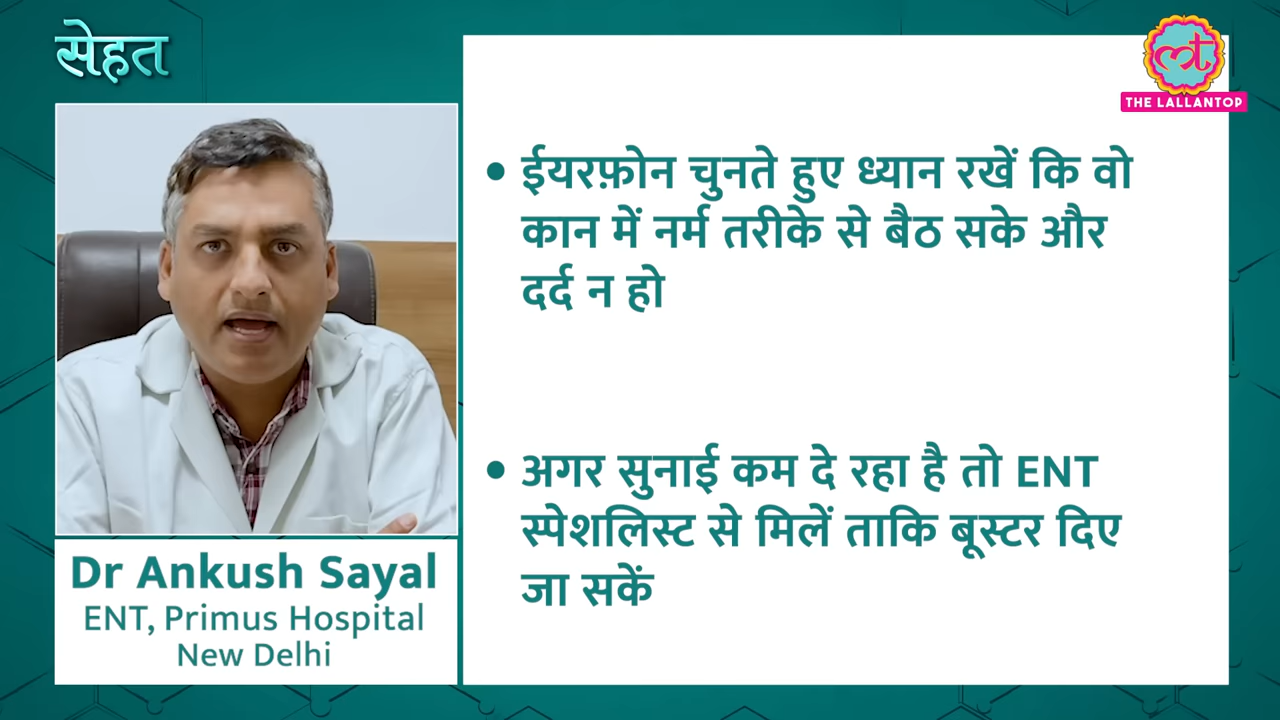 सेहत
THE LALLANTOP
• ईयरफ़ोन चुनते हुए ध्यान रखें कि वो
कान में नर्म तरीके से बैठ सके और
दर्द न हो
• अगर सुनाई कम दे रहा है तो ENT
स्पेशलिस्ट से मिलें ताकि बूस्टर दिए
जा सकें
Dr Ankush Sayal
ENT, Primus Hospital
New Delhi